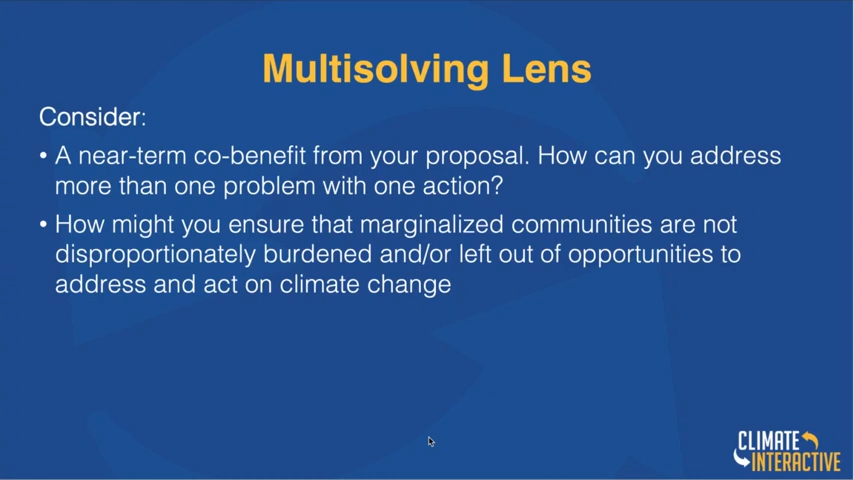 Multisolving Lens
Consider:
• A near-term co-benefit from your proposal. How can you address
more than one problem with one action?
• How might you ensure that marginalized communities are not
disproportionately burdened and/or left out of opportunities to
address and act on climate change
CLIMATE
INTERACTIVE